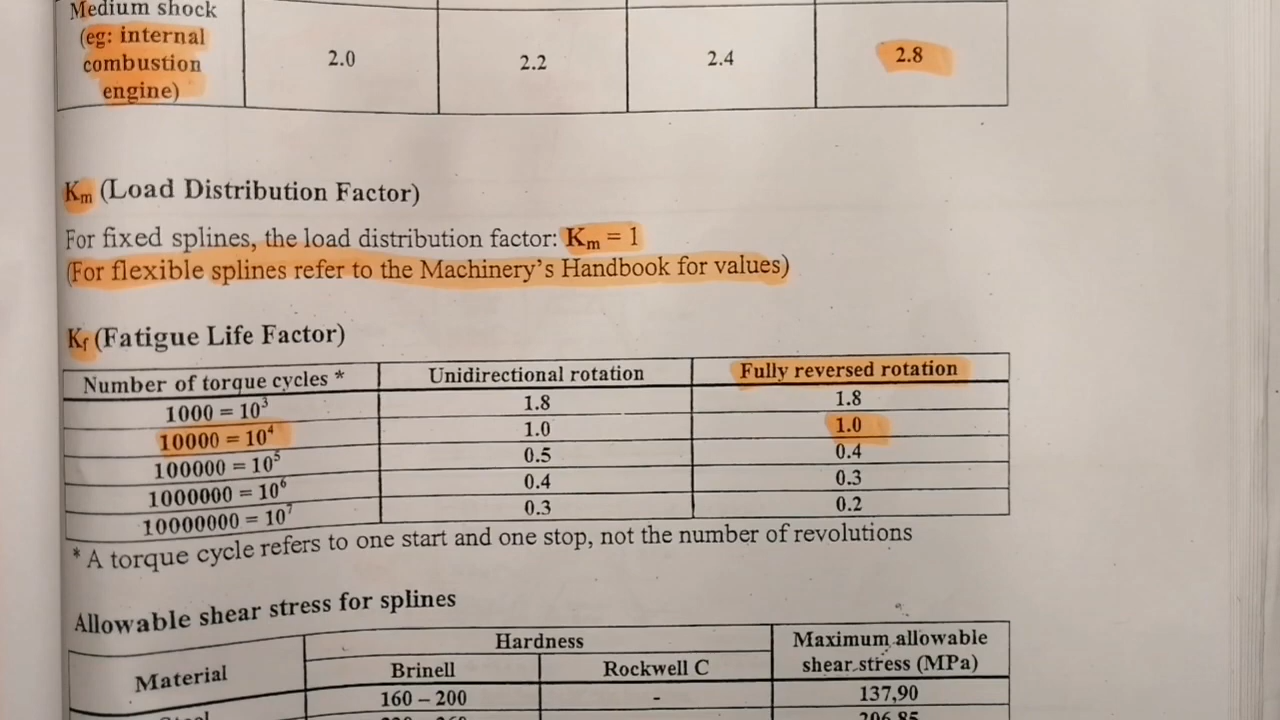 Medium shock
(eg: internal
combustion
engine)
2.0 2.2 2.4 2.8
Km (Load Distribution Factor)
For fixed splines, the load distribution factor: Km = 1
(For flexible splines refer to the Machinery's Handbook for values)
Kf (Fatigue Life Factor)
Number of torque cycles * Unidirectional rotation Fully reversed rotation
1000 = 10³ 1.8 1.8
10000 = 10⁴ 1.0 1.0
100000 = 10⁵ 0.5 0.4
1000000 = 10⁶ 0.4 0.3
10000000 = 10⁷ 0.3 0.2
* A torque cycle refers to one start and one stop, not the number of revolutions
Allowable shear stress for splines
Material Hardness Maximum allowable
shear stress (MPa)
Brinell Rockwell C
160 – 200 - 137,90